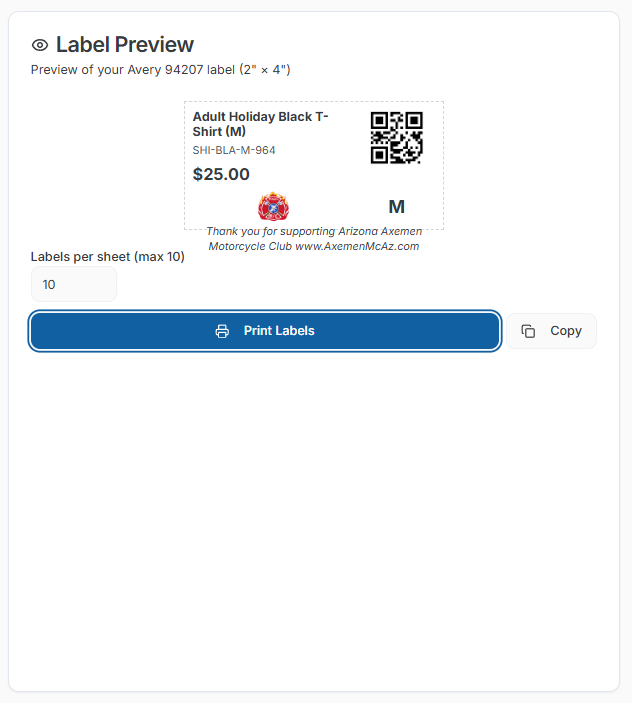 Label Preview
Preview of your Avery 94207 label (2" × 4")
Adult Holiday Black T-
Shirt (M)
SHI-BLA-M-964
$25.00
M
Thank you for supporting Arizona Axemen
Motorcycle Club www.AxemenMcAz.com
Labels per sheet (max 10)
10
Print Labels
Copy